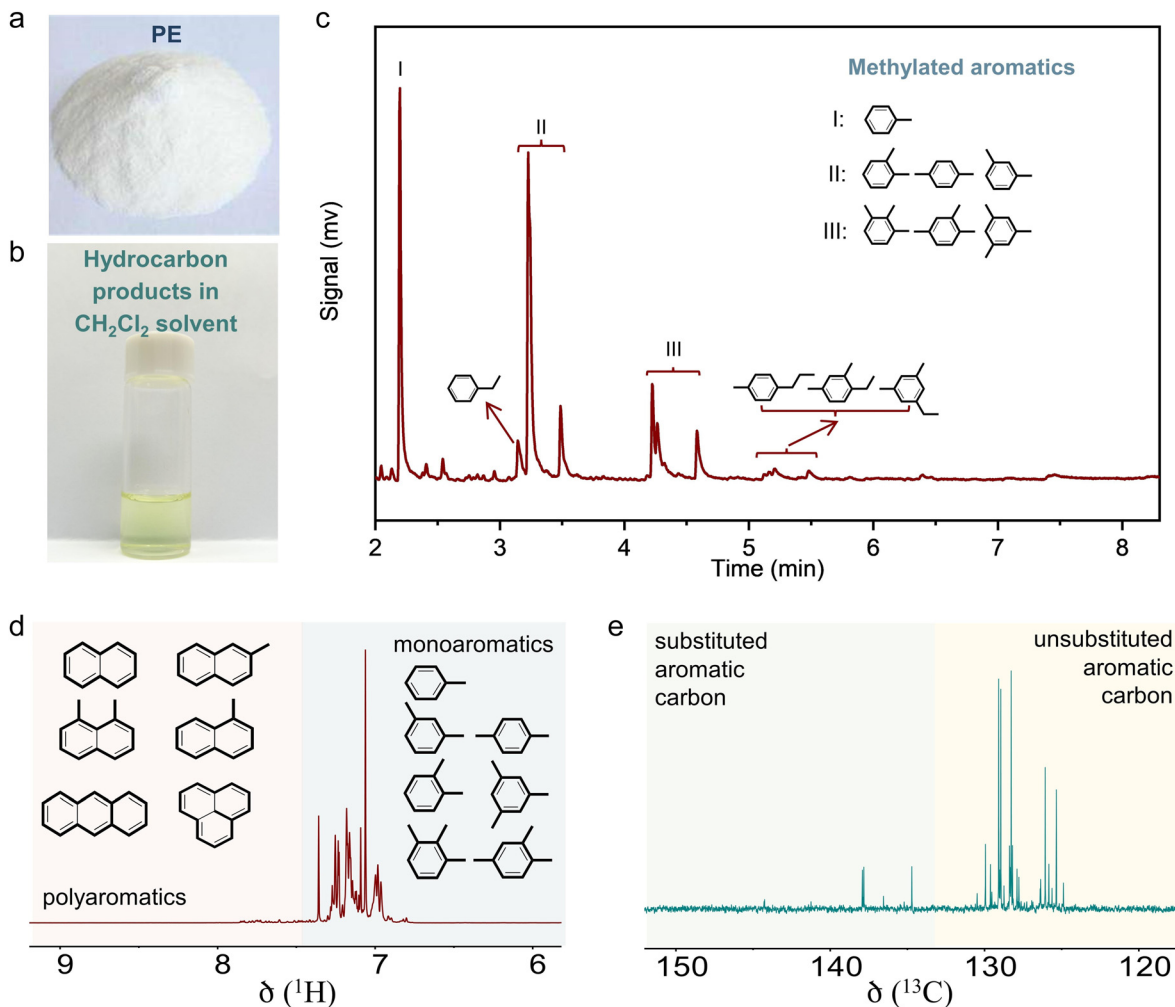 a
PE
b
Hydrocarbon
products in
CH₂Cl₂ solvent
c
Signal (mv)
I
II
III
Methylated aromatics
I:
II:
III:
2
3
4
5
6
7
8
Time (min)
d
polyaromatics
monoaromatics
9
8
7
6
δ (¹H)
e
substituted
aromatic
carbon
unsubstituted
aromatic
carbon
150
140
130
120
δ (¹³C)